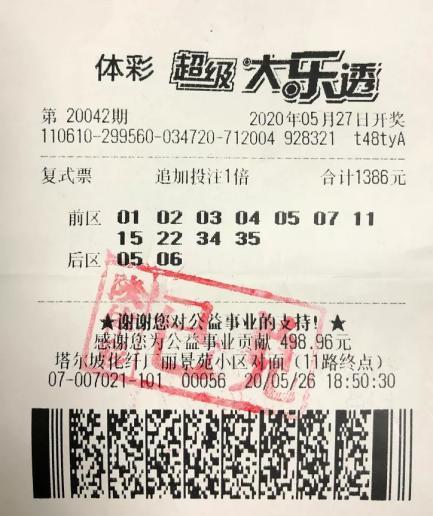 体彩 超级大乐透
第 20042期 2020年05月27日开奖
110610-299560-034720-712004 928321 t48tyA
复式票 追加投注1倍 合计1386元
前区 01 02 03 04 05 07 11
15 22 34 35
后区 05 06
★谢谢您对公益事业的支持!★
感谢您为公益事业贡献 498.96元
塔尔坡化纤厂丽景苑小区对面(11路终点)
07-007021-101 00056 20/05/26 18:50:30